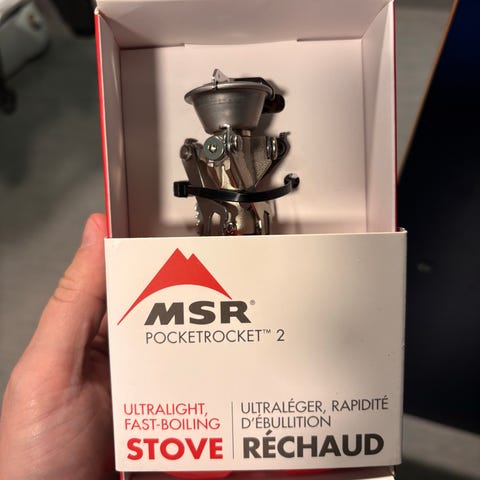 MSR®
POCKETROCKET™ 2
ULTRALIGHT,
FAST-BOILING
STOVE
ULTRALÉGER, RAPIDITÉ
D'ÉBULLITION
RÉCHAUD